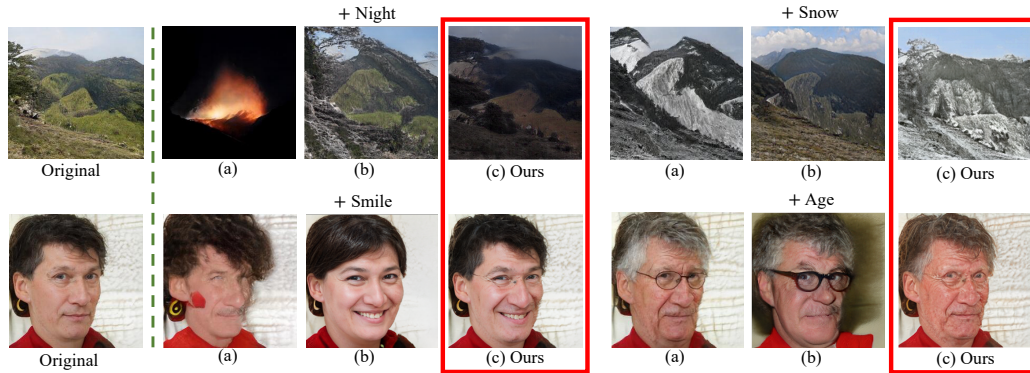 + Night
+ Snow
Original
(a)
(b)
(c) Ours
(a)
(b)
(c) Ours
+ Smile
+ Age
Original
(a)
(b)
(c) Ours
(a)
(b)
(c) Ours